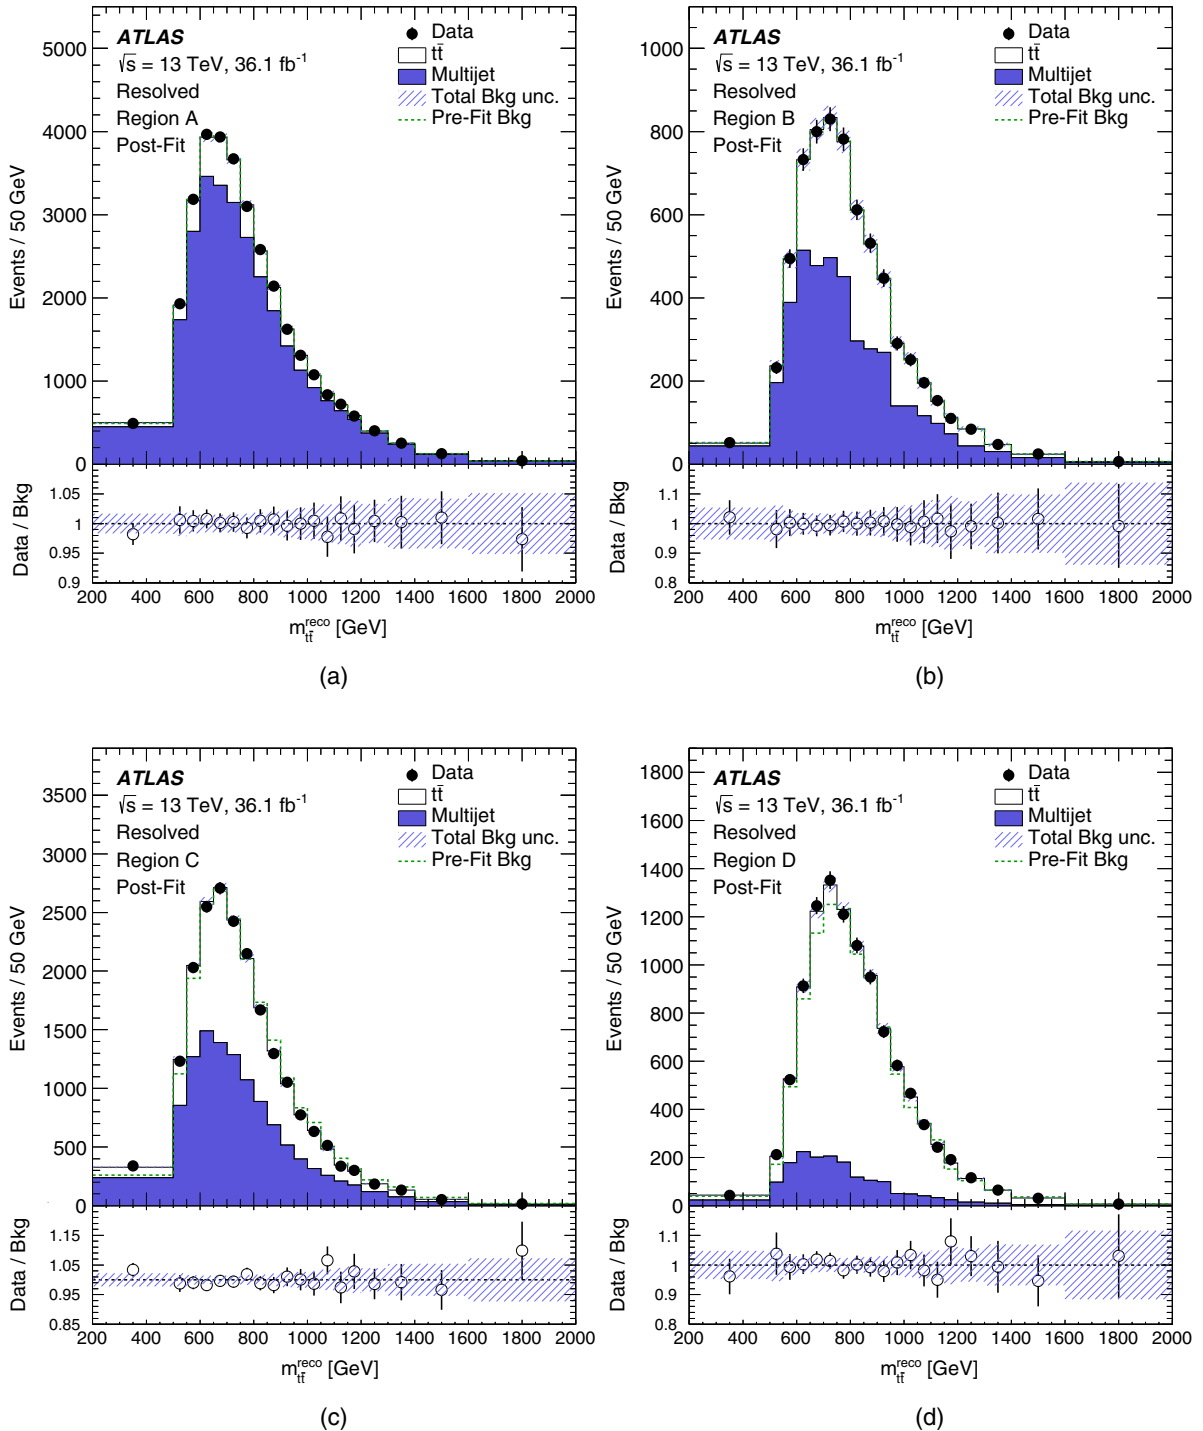 ATLAS
√s = 13 TeV, 36.1 fb⁻¹
Resolved
Region A
Post-Fit
Data
tt̄
Multijet
Total Bkg unc.
Pre-Fit Bkg
Events / 50 GeV
5000
4000
3000
2000
1000
0
Data / Bkg
1.05
1
0.95
0.9
200 400 600 800 1000 1200 1400 1600 1800 2000
m_{tt̄}^{reco} [GeV]
(a)
ATLAS
√s = 13 TeV, 36.1 fb⁻¹
Resolved
Region B
Post-Fit
Data
tt̄
Multijet
Total Bkg unc.
Pre-Fit Bkg
Events / 50 GeV
1000
800
600
400
200
0
Data / Bkg
1.1
1
0.9
0.8
200 400 600 800 1000 1200 1400 1600 1800 2000
m_{tt̄}^{reco} [GeV]
(b)
ATLAS
√s = 13 TeV, 36.1 fb⁻¹
Resolved
Region C
Post-Fit
Data
tt̄
Multijet
Total Bkg unc.
Pre-Fit Bkg
Events / 50 GeV
3500
3000
2500
2000
1500
1000
500
0
Data / Bkg
1.15
1.05
0.95
0.85
200 400 600 800 1000 1200 1400 1600 1800 2000
m_{tt̄}^{reco} [GeV]
(c)
ATLAS
√s = 13 TeV, 36.1 fb⁻¹
Resolved
Region D
Post-Fit
Data
tt̄
Multijet
Total Bkg unc.
Pre-Fit Bkg
Events / 50 GeV
1800
1600
1400
1200
1000
800
600
400
200
0
Data / Bkg
1.1
1
0.9
0.8
200 400 600 800 1000 1200 1400 1600 1800 2000
m_{tt̄}^{reco} [GeV]
(d)